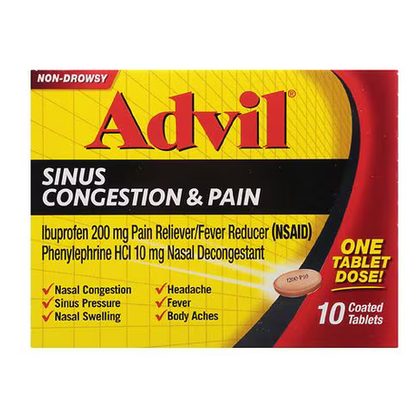 NON-DROWSY
Advil®
SINUS
CONGESTION & PAIN
Ibuprofen 200 mg Pain Reliever/Fever Reducer (NSAID)
Phenylephrine HCl 10 mg Nasal Decongestant
ONE
TABLET
DOSE!
✓ Nasal Congestion
✓ Sinus Pressure
✓ Nasal Swelling
✓ Headache
✓ Fever
✓ Body Aches
10 Coated
Tablets